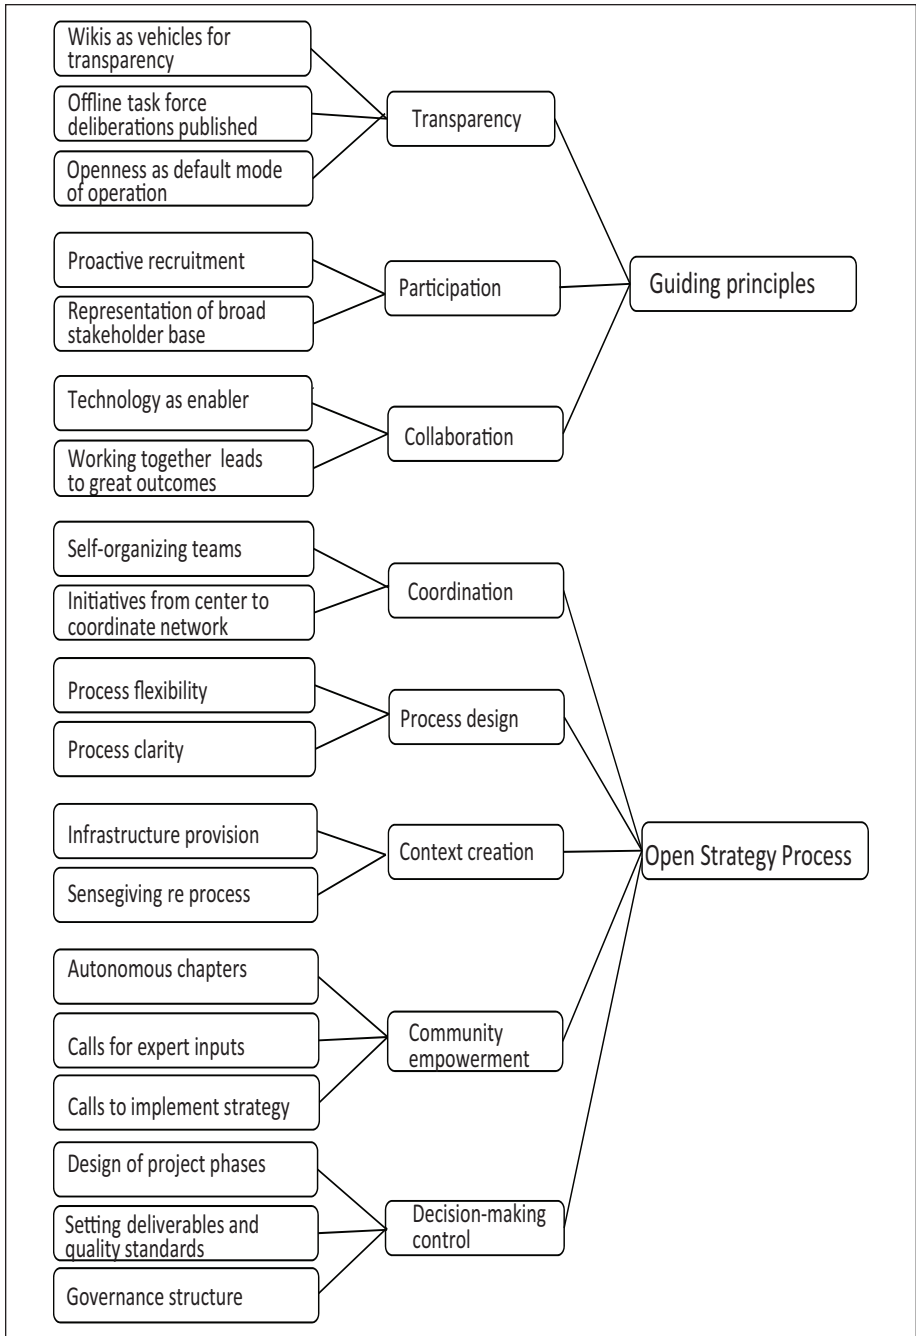 Wikis as vehicles for
transparency
Offline task force
deliberations published
Openness as default mode
of operation
Transparency
Proactive recruitment
Representation of broad
stakeholder base
Participation
Technology as enabler
Working together leads
to great outcomes
Collaboration
Guiding principles
Self-organizing teams
Initiatives from center to
coordinate network
Coordination
Process flexibility
Process clarity
Process design
Infrastructure provision
Sensegiving re process
Context creation
Autonomous chapters
Calls for expert inputs
Calls to implement strategy
Community
empowerment
Design of project phases
Setting deliverables and
quality standards
Governance structure
Decision-making
control
Open Strategy Process